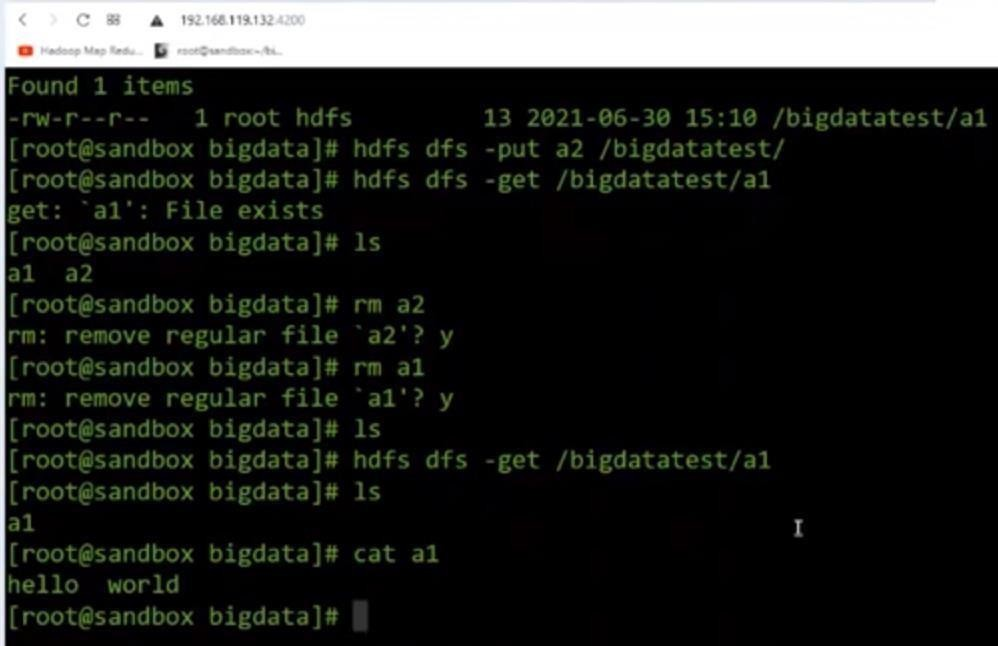 192.168.119.132:4200
Hadoop Map Redu... root@sandbox:~/bi...
Found 1 items
-rw-r--r--   1 root hdfs         13 2021-06-30 15:10 /bigdatatest/a1
[root@sandbox bigdata]# hdfs dfs -put a2 /bigdatatest/
[root@sandbox bigdata]# hdfs dfs -get /bigdatatest/a1
get: `a1': File exists
[root@sandbox bigdata]# ls
a1  a2
[root@sandbox bigdata]# rm a2
rm: remove regular file `a2'? y
[root@sandbox bigdata]# rm a1
rm: remove regular file `a1'? y
[root@sandbox bigdata]# ls
[root@sandbox bigdata]# hdfs dfs -get /bigdatatest/a1
[root@sandbox bigdata]# ls
a1
[root@sandbox bigdata]# cat a1
hello  world
[root@sandbox bigdata]#